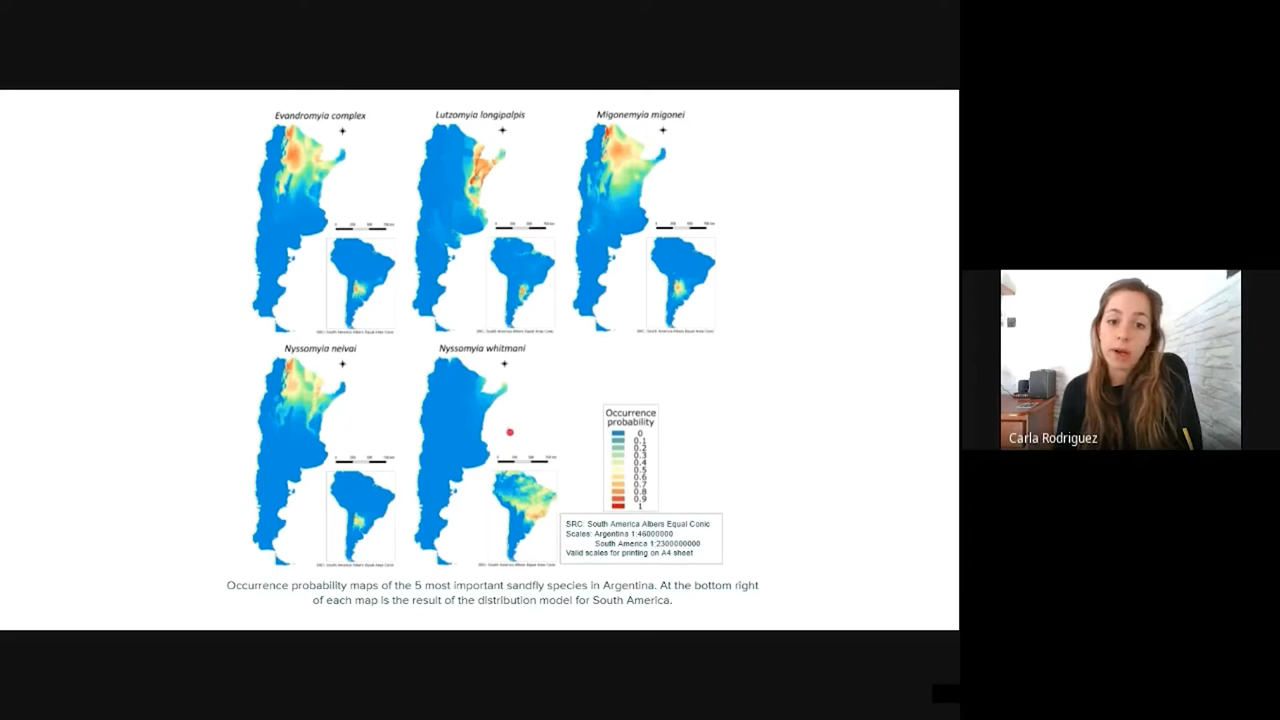 Evandromyia complex
Lutzomyia longipalpis
Migonemyia migonei
Nyssomyia neivai
Nyssomyia whitmani
Occurrence
probability
0
0.1
0.2
0.3
0.4
0.5
0.6
0.7
0.8
0.9
1
SRC: South America Albers Equal Conic
Scales: Argentina 1:46000000
South America 1:2300000000
Valid scales for printing on A4 sheet
Occurrence probability maps of the 5 most important sandfly species in Argentina. At the bottom right
of each map is the result of the distribution model for South America.
Carla Rodriguez